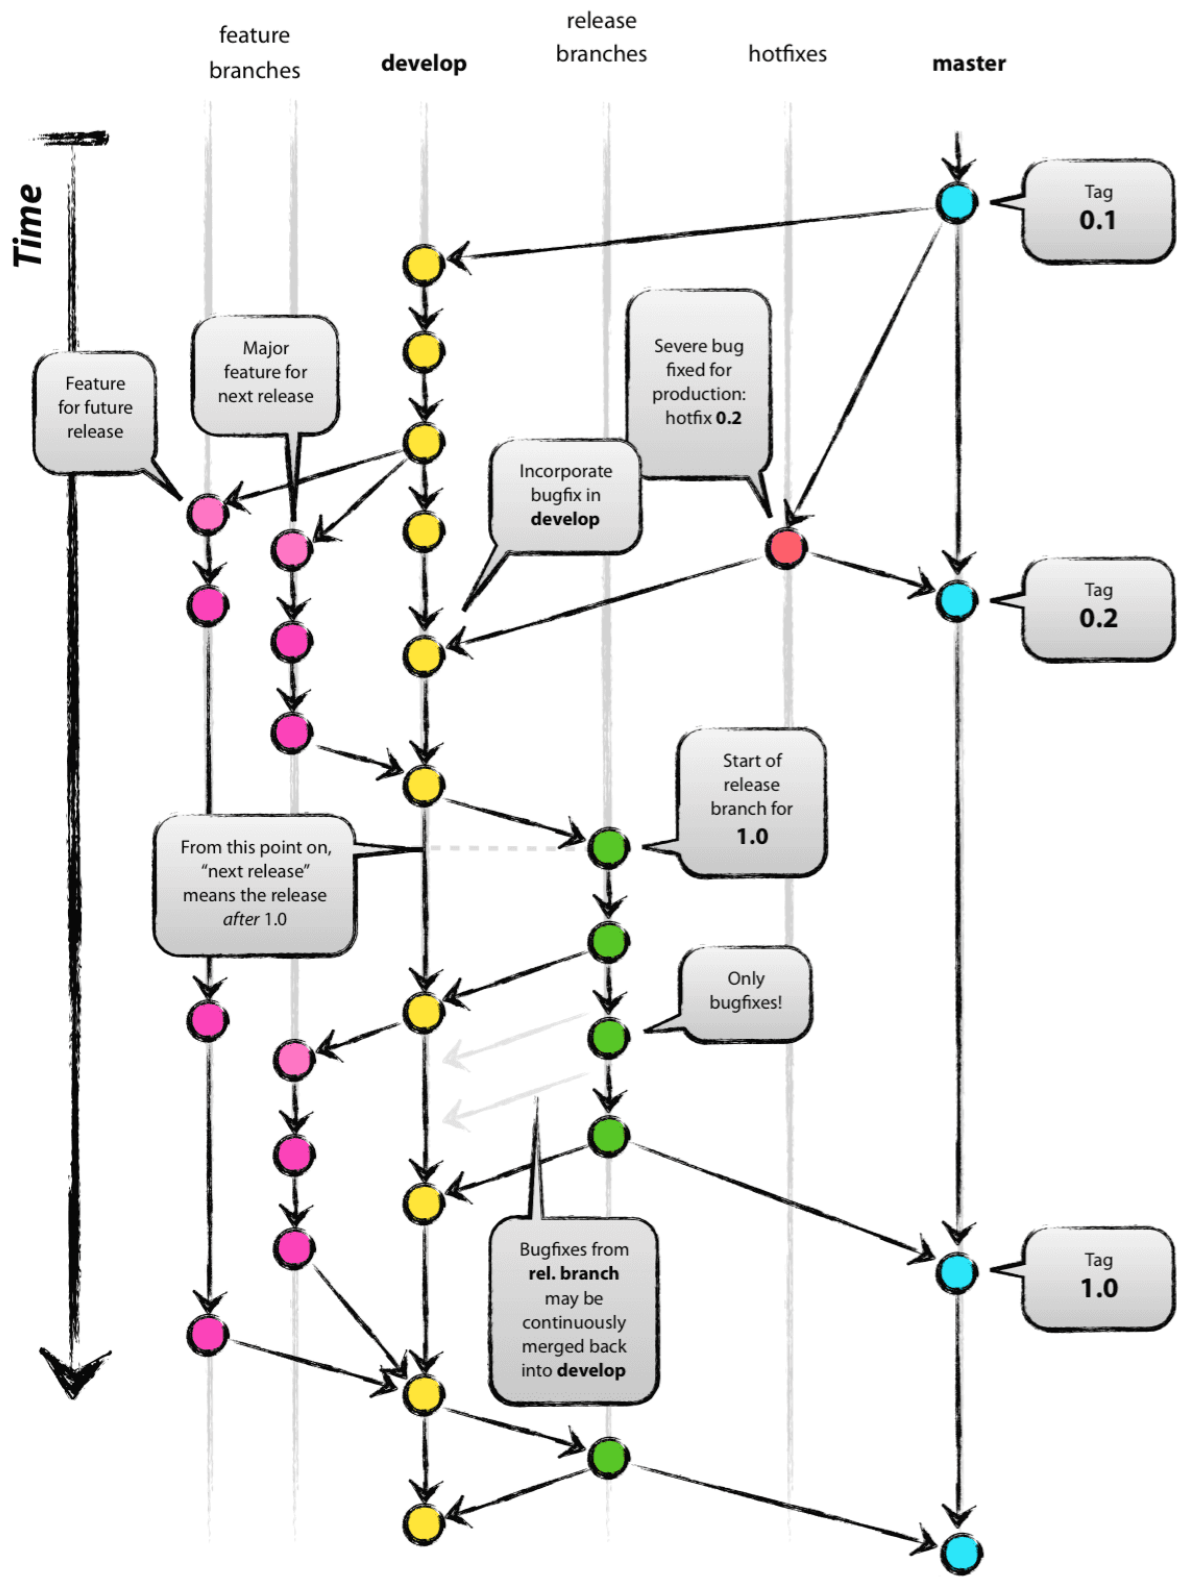 feature
branches
develop
release
branches
hotfixes
master
Time
Tag
0.1
Major
feature for
next release
Feature
for future
release
Severe bug
fixed for
production:
hotfix 0.2
Incorporate
bugfix in
develop
Tag
0.2
Start of
release
branch for
1.0
From this point on,
“next release”
means the release
after 1.0
Only
bugfixes!
Bugfixes from
rel. branch
may be
continuously
merged back
into develop
Tag
1.0